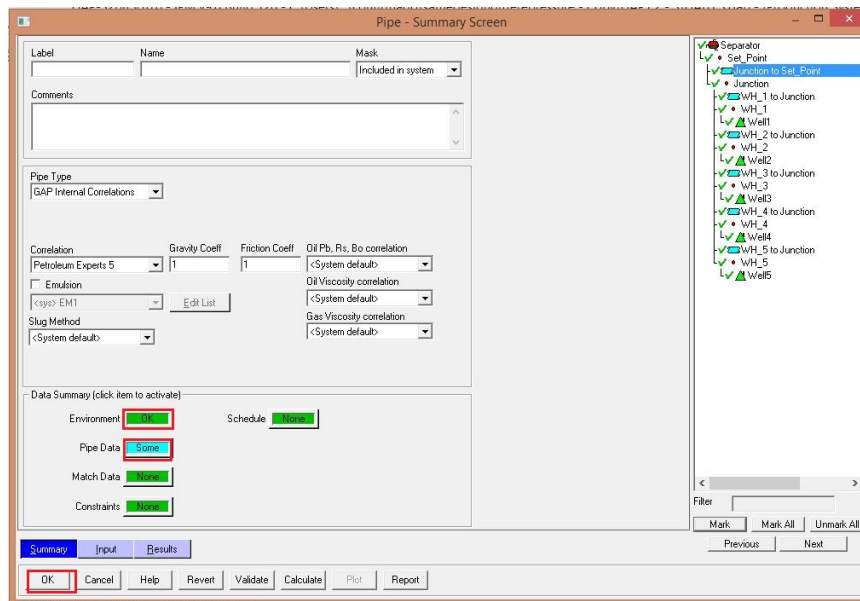 Pipe - Summary Screen
Label Name Mask
Included in system
Comments
Pipe Type
GAP Internal Correlations
Correlation Gravity Coeff Friction Coeff Oil Pb, Rs, Bo correlation
Petroleum Experts 5 1 1 <System default>
Emulsion Oil Viscosity correlation
<sys> EM1 Edit List <System default>
Slug Method Gas Viscosity correlation
<System default> <System default>
Data Summary (click item to activate)
Environment OK Schedule None
Pipe Data Some
Match Data None
Constraints None
Summary Input Results
OK Cancel Help Revert Validate Calculate Plot Report
Separator
Set_Point
Junction to Set_Point
Junction
WH_1 to Junction
WH_1
Well1
WH_2 to Junction
WH_2
Well2
WH_3 to Junction
WH_3
Well3
WH_4 to Junction
WH_4
Well4
WH_5 to Junction
WH_5
Well5
Filter
Mark Mark All Unmark All
Previous Next